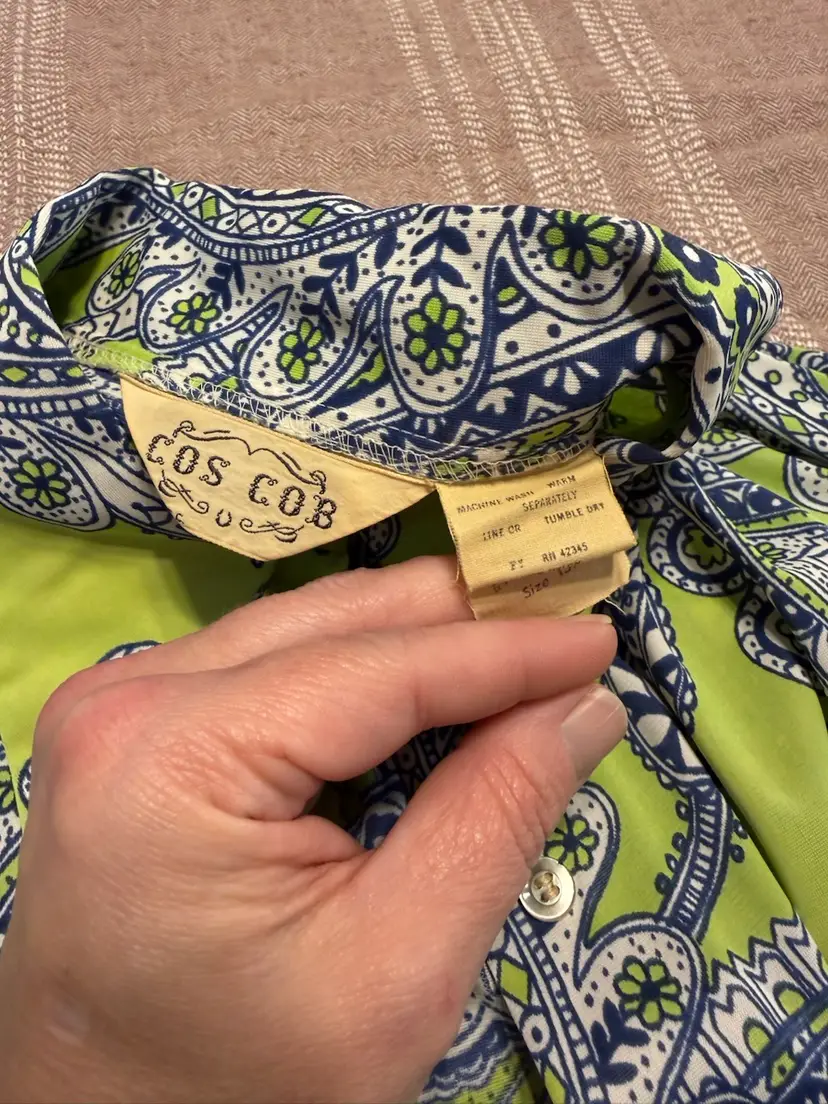 COS COB
MACHINE WASH WARM
SEPARATELY
LINE OR TUMBLE DRY
RN 42345
Size